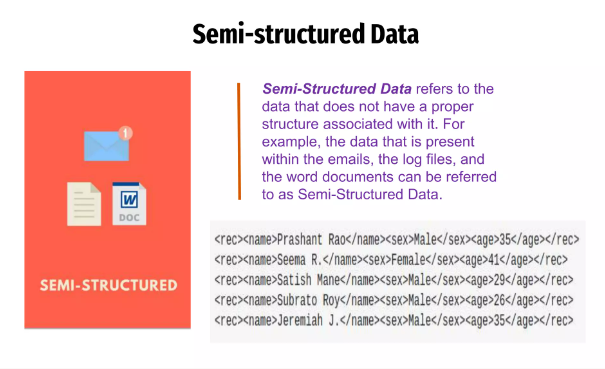 Semi-structured Data
1
W
DOC
SEMI-STRUCTURED
Semi-Structured Data refers to the
data that does not have a proper
structure associated with it. For
example, the data that is present
within the emails, the log files, and
the word documents can be referred
to as Semi-Structured Data.
<rec><name>Prashant Rao</name><sex>Male</sex><age>35</age></rec>
<rec><name>Seema R.</name><sex>Female</sex><age>41</age></rec>
<rec><name>Satish Mane</name><sex>Male</sex><age>29</age></rec>
<rec><name>Subrato Roy</name><sex>Male</sex><age>26</age></rec>
<rec><name>Jeremiah J.</name><sex>Male</sex><age>35</age></rec>